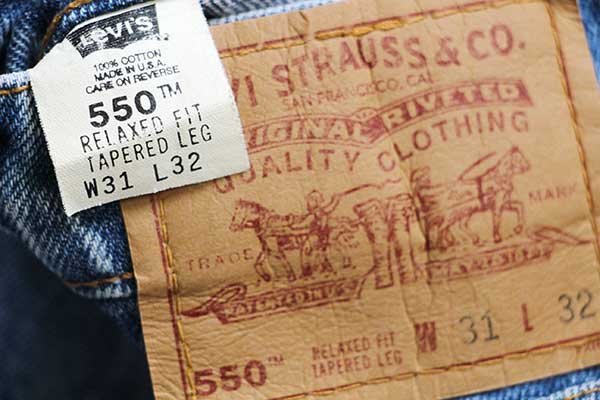 Levi's
100% COTTON
MADE IN U.S.A.
CARE ON REVERSE
550™
RELAXED FIT
TAPERED LEG
W31 L32
VI STRAUSS & CO.
SAN FRANCISCO, CAL
ORIGINAL RIVETED
QUALITY CLOTHING
TRADE MARK
550™ RELAXED FIT W 31 L 32
TAPERED LEG